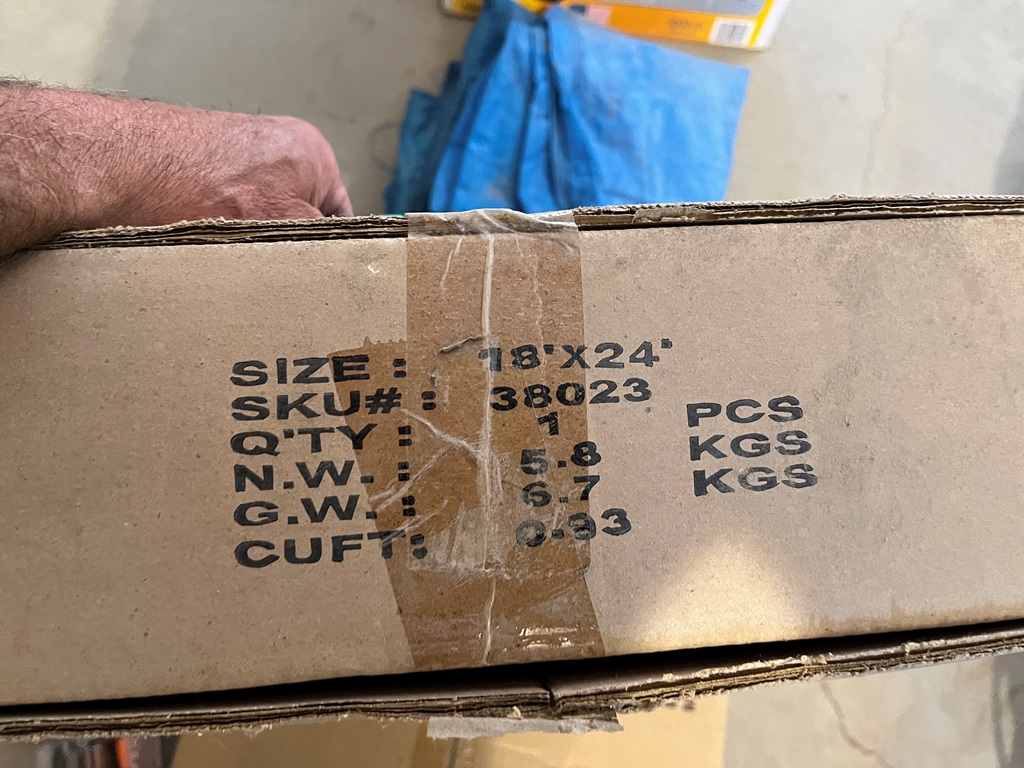 SIZE : 18'X24'
SKU# : 38023
Q'TY : 1 PCS
N.W. : 5.8 KGS
G.W. : 6.7 KGS
CUFT: 0.93